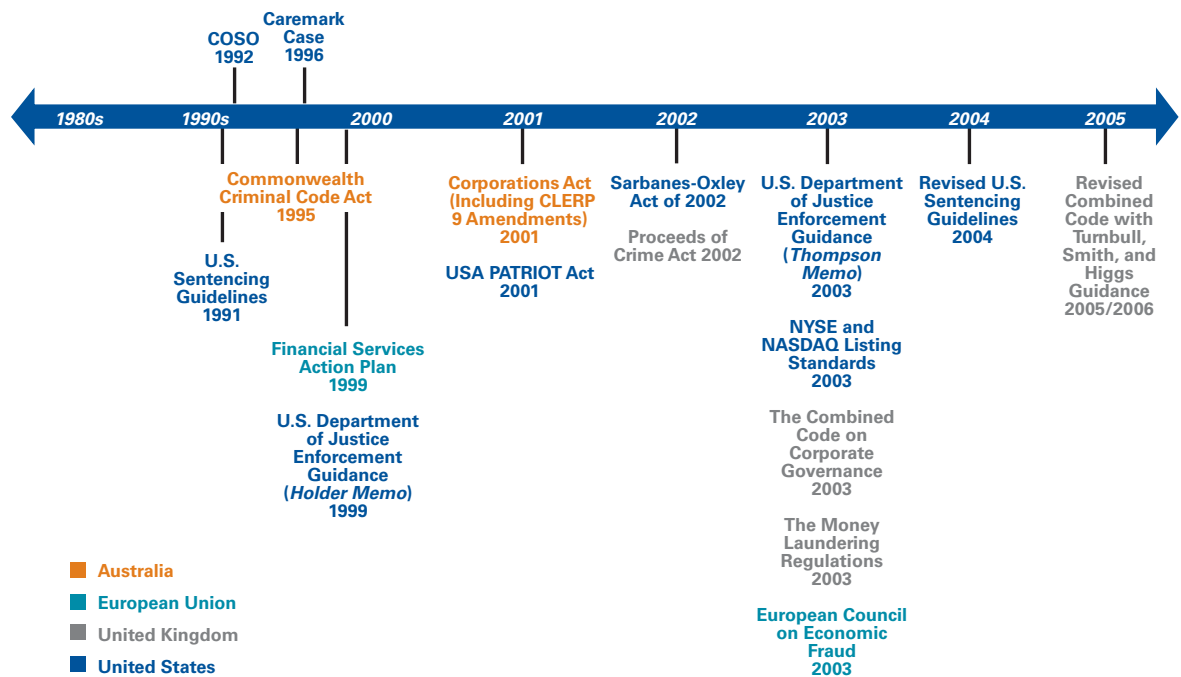 COSO
1992
Caremark
Case
1996
1980s
1990s
2000
2001
2002
2003
2004
2005
Commonwealth
Criminal Code Act
1995
U.S.
Sentencing
Guidelines
1991
Financial Services
Action Plan
1999
U.S. Department
of Justice
Enforcement
Guidance
(Holder Memo)
1999
Corporations Act
(Including CLERP
9 Amendments)
2001
USA PATRIOT Act
2001
Sarbanes-Oxley
Act of 2002
Proceeds of
Crime Act 2002
U.S. Department
of Justice
Enforcement
Guidance
(Thompson
Memo)
2003
NYSE and
NASDAQ Listing
Standards
2003
The Combined
Code on
Corporate
Governance
2003
The Money
Laundering
Regulations
2003
European Council
on Economic
Fraud
2003
Revised U.S.
Sentencing
Guidelines
2004
Revised
Combined
Code with
Turnbull,
Smith, and
Higgs
Guidance
2005/2006
Australia
European Union
United Kingdom
United States